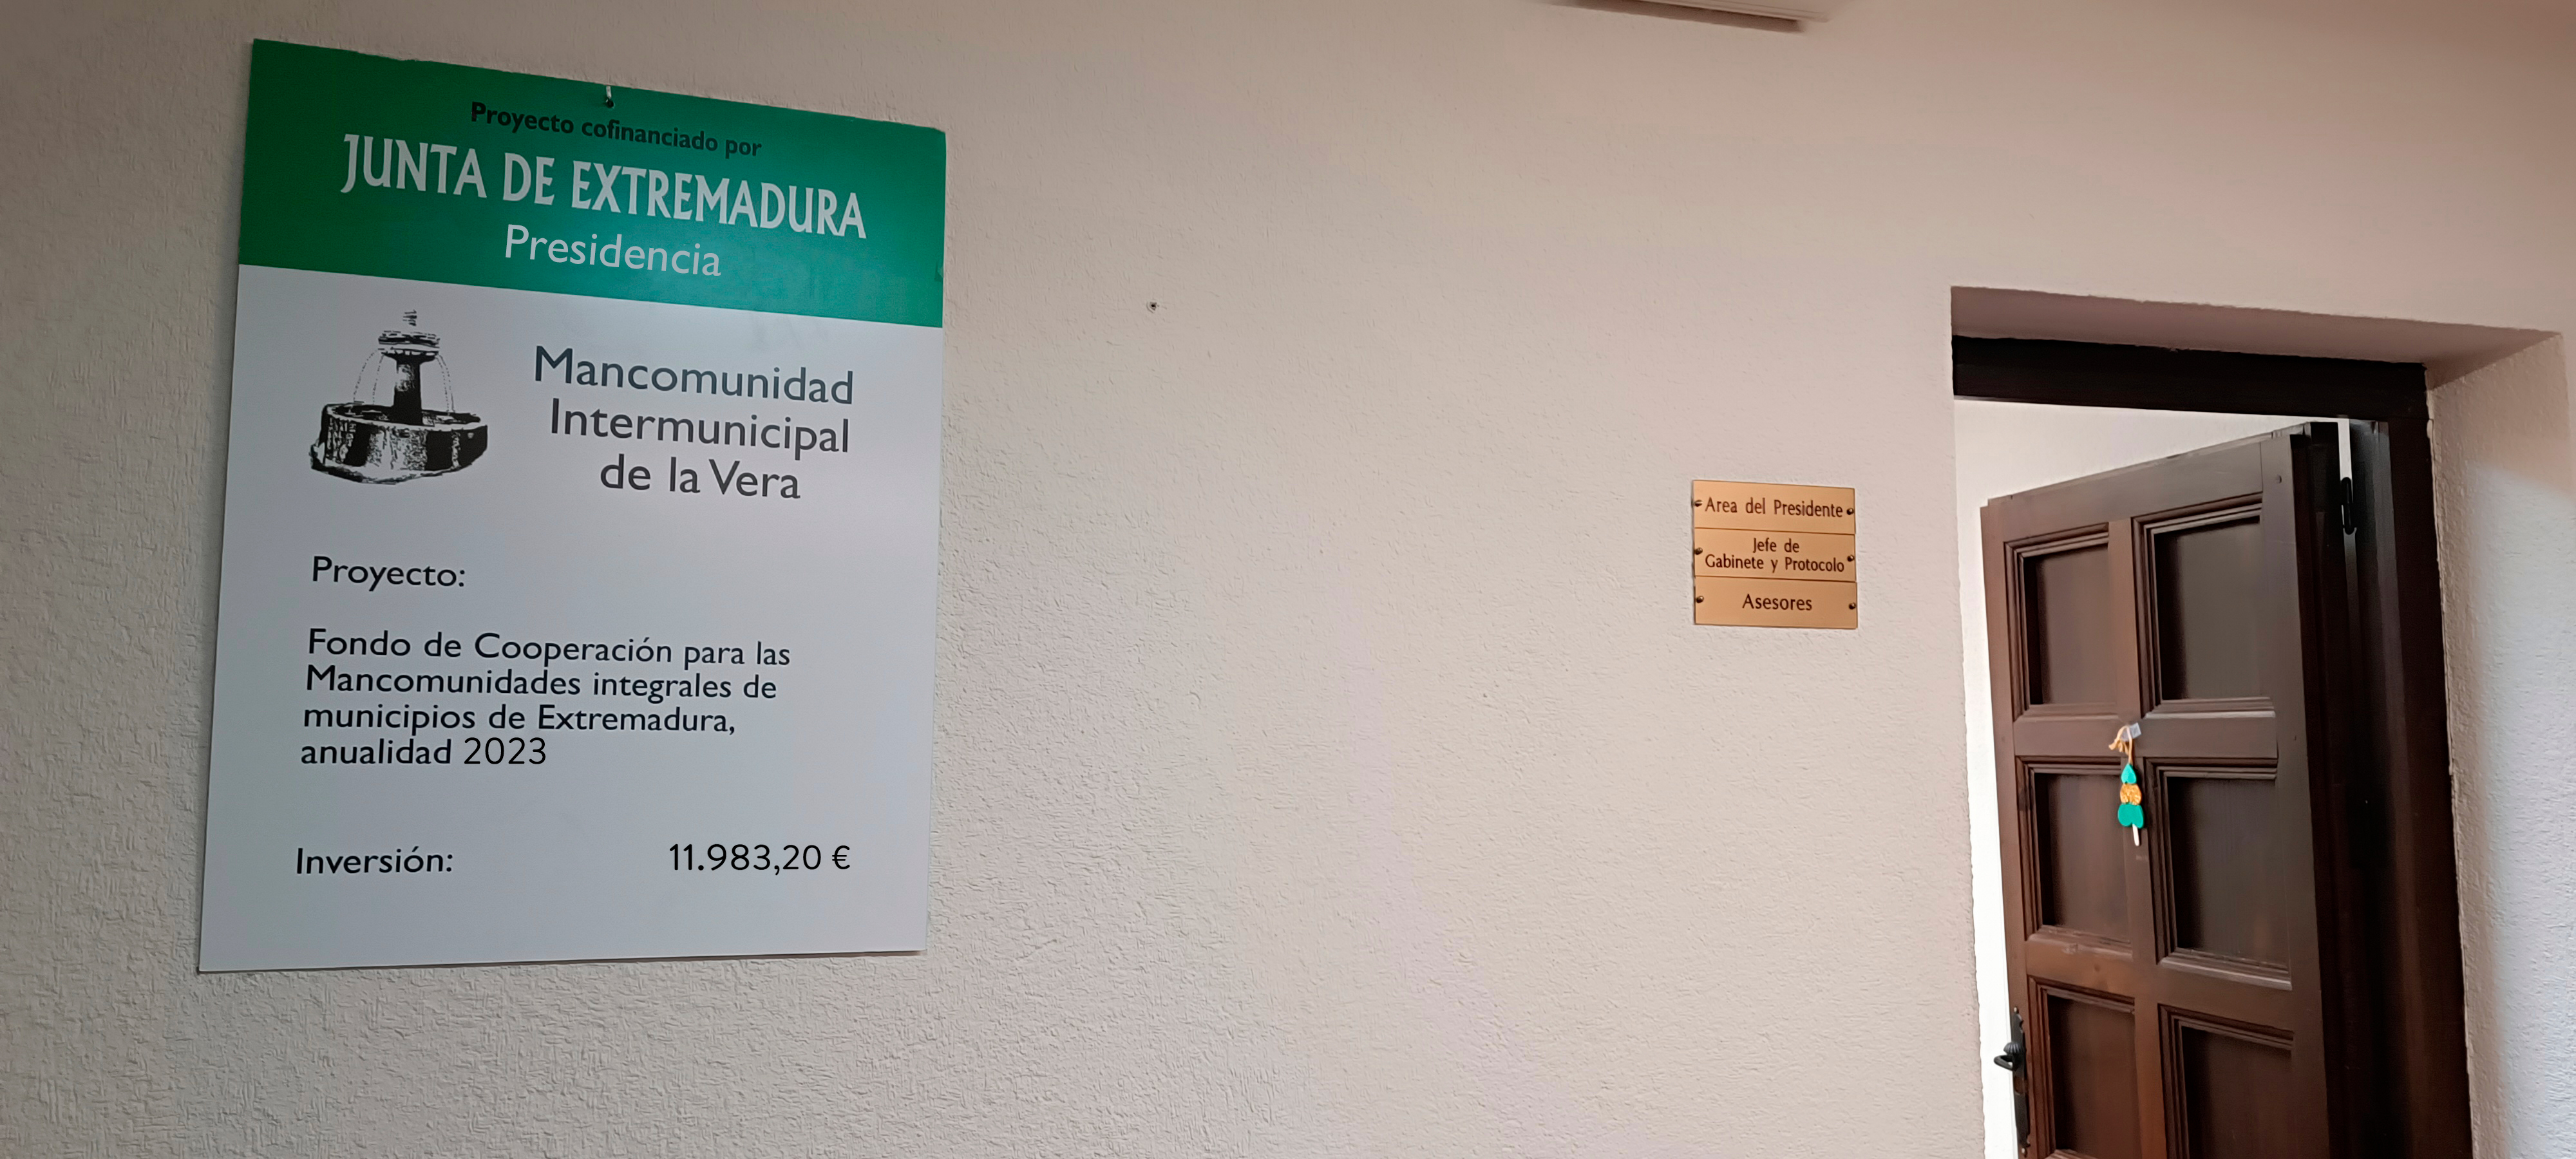 Proyecto cofinanciado por
JUNTA DE EXTREMADURA
Presidencia
Mancomunidad
Intermunicipal
de la Vera
Proyecto:
Fondo de Cooperación para las
Mancomunidades integrales de
municipios de Extremadura,
anualidad 2023
Inversión: 11.983,20 €
Area del Presidente
Jefe de
Gabinete y Protocolo
Asesores